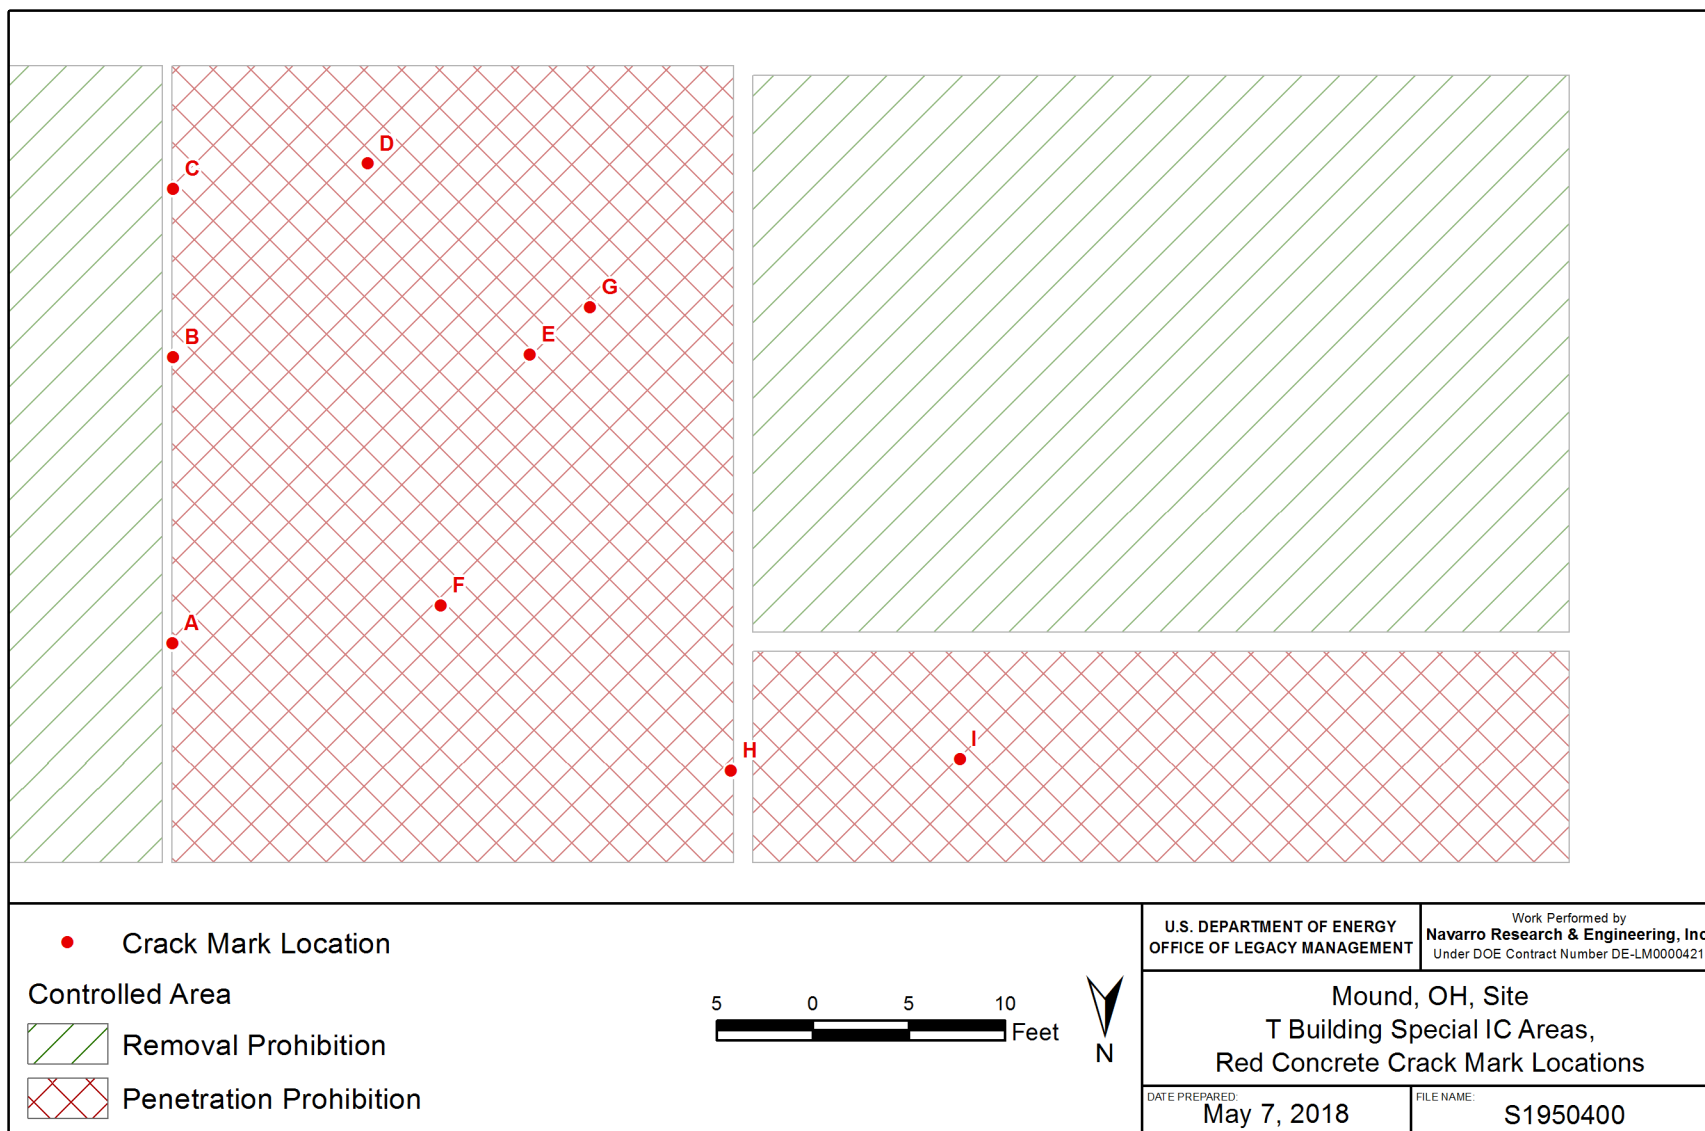 D
C
G
B
E
F
A
H
I
Crack Mark Location
Controlled Area
Removal Prohibition
Penetration Prohibition
5 0 5 10
Feet
N
U.S. DEPARTMENT OF ENERGY
OFFICE OF LEGACY MANAGEMENT
Work Performed by
Navarro Research & Engineering, Inc
Under DOE Contract Number DE-LM0000421
Mound, OH, Site
T Building Special IC Areas,
Red Concrete Crack Mark Locations
DATE PREPARED:
May 7, 2018
FILE NAME:
S1950400